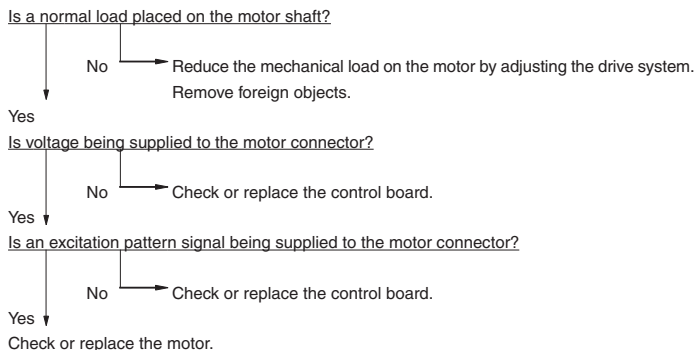 Is a normal load placed on the motor shaft?
No
Reduce the mechanical load on the motor by adjusting the drive system.
Remove foreign objects.
Yes
Is voltage being supplied to the motor connector?
No
Check or replace the control board.
Yes
Is an excitation pattern signal being supplied to the motor connector?
No
Check or replace the control board.
Yes
Check or replace the motor.